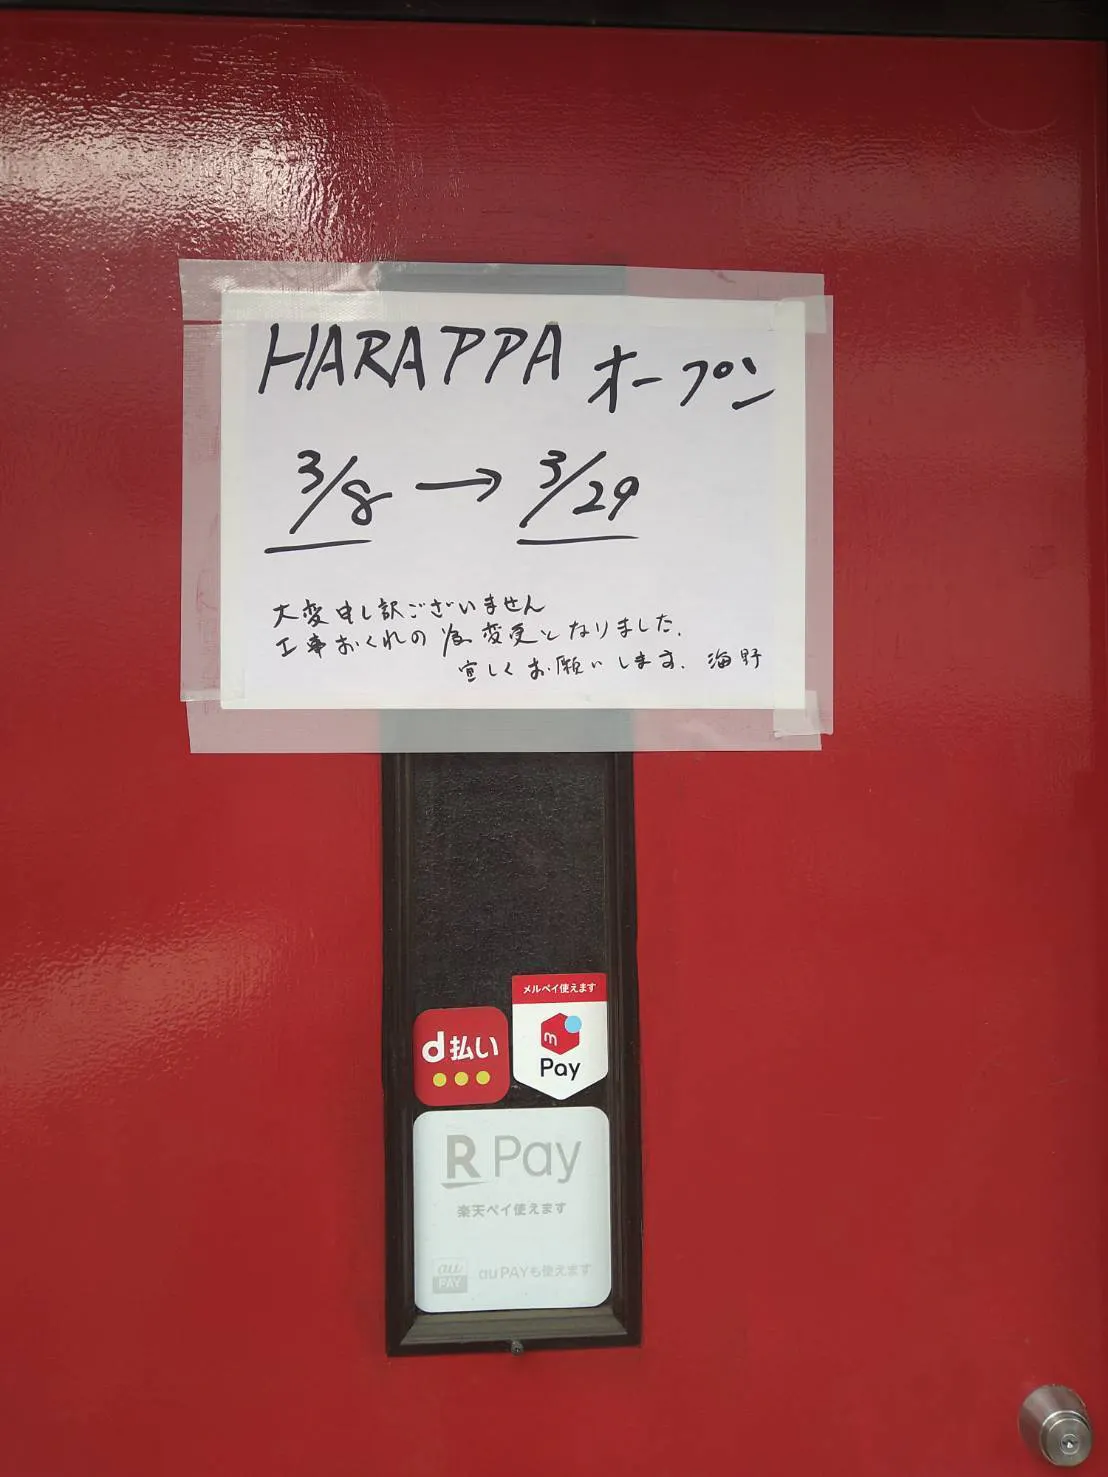 HARAPPA オープン
3/8 → 3/29
大変申し訳ございません
工事おくれの為変更となりました.
宜しくお願いします. 海野
メルペイ使えます
m
Pay
d払い
R Pay
楽天ペイ使えます
au
PAY
au PAYも使えます